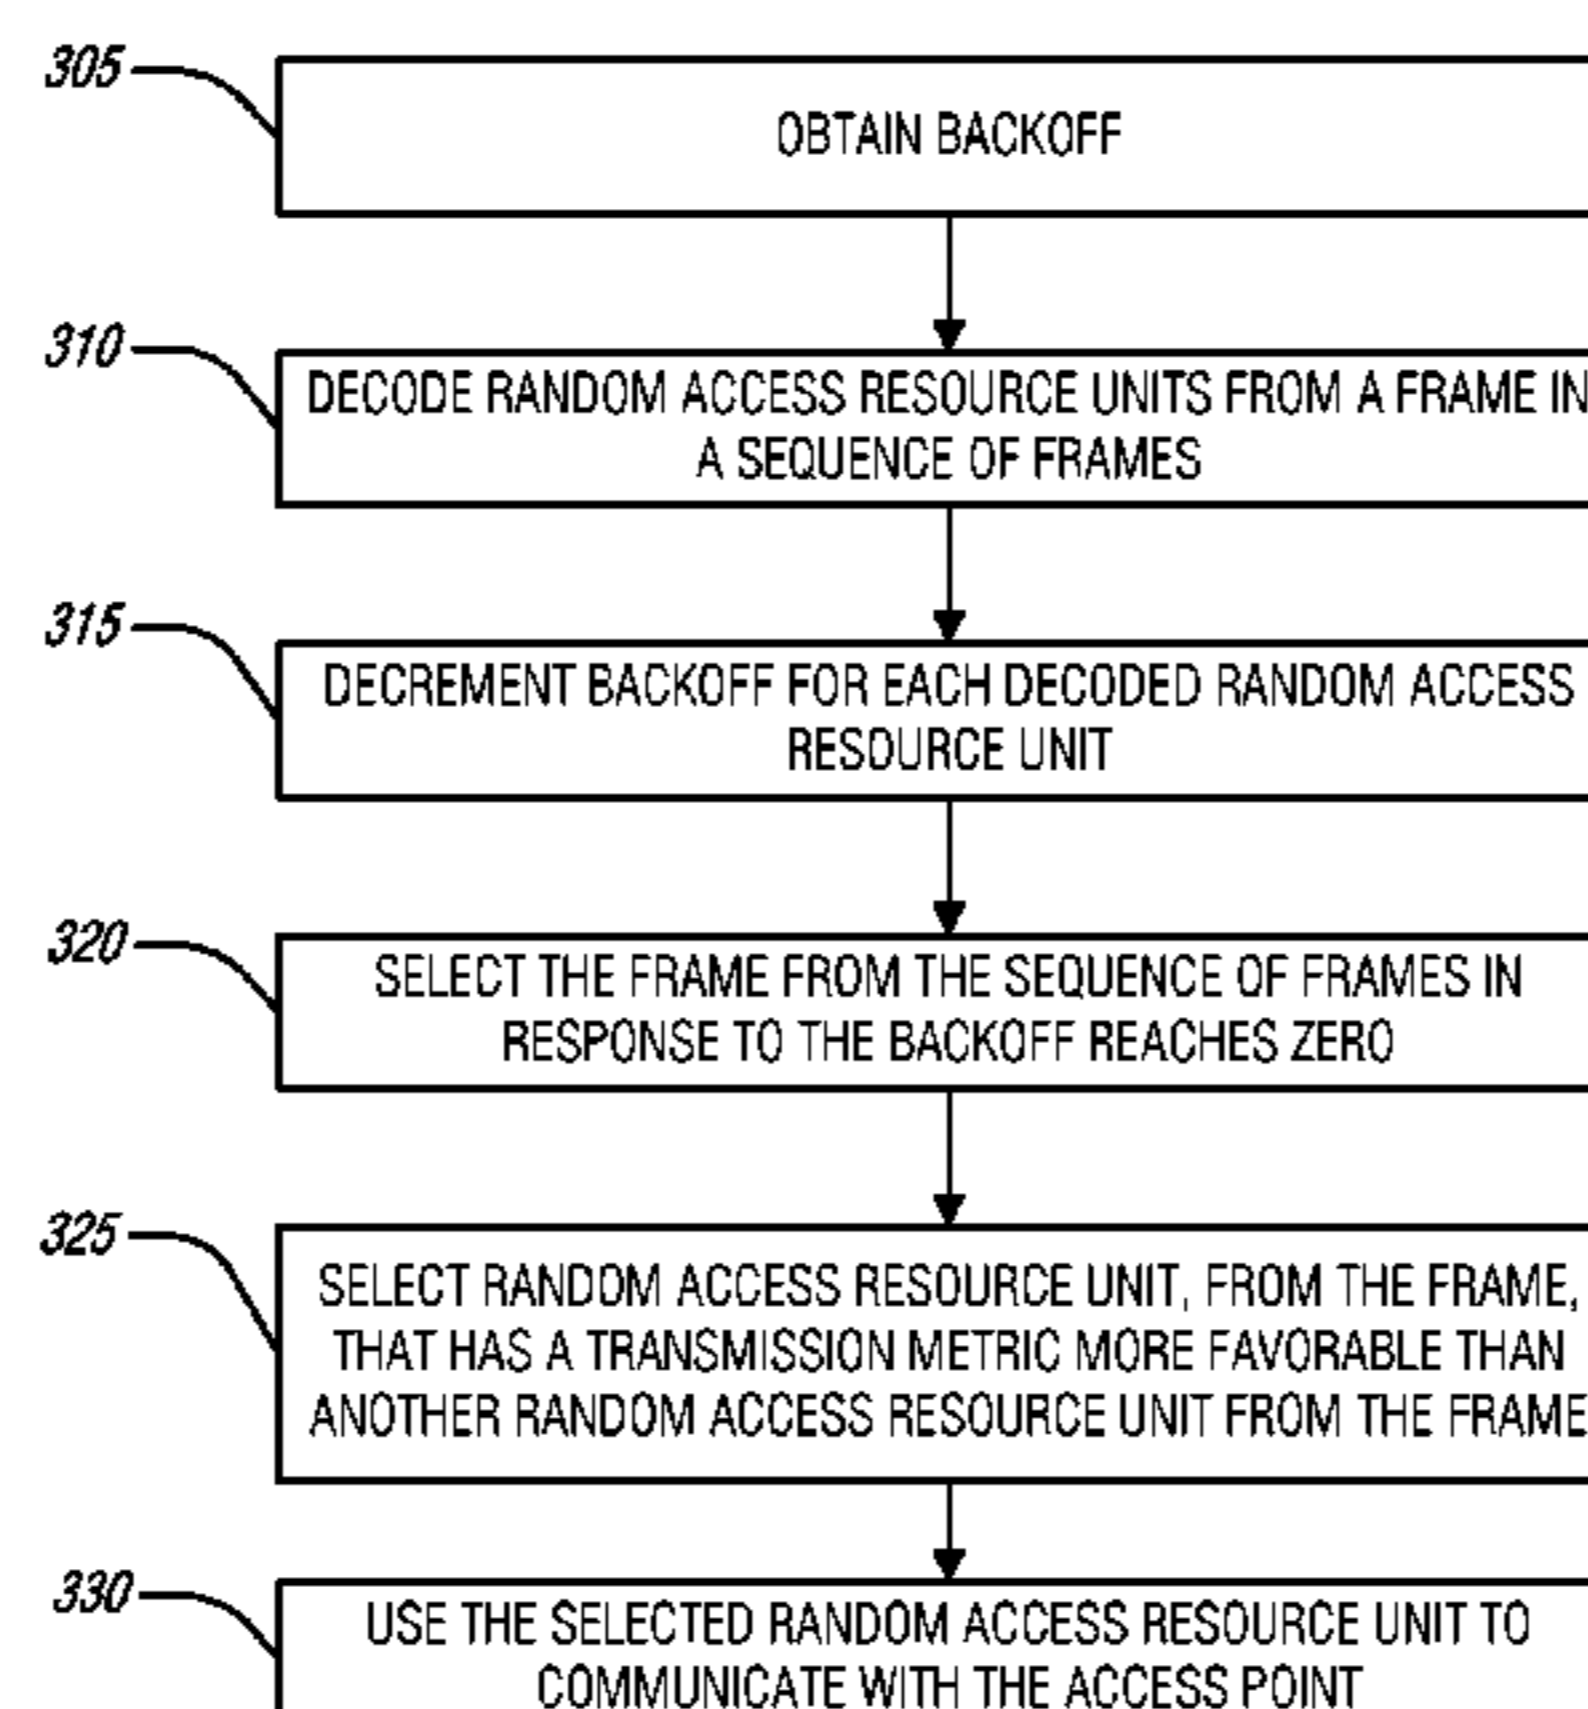 305
OBTAIN BACKOFF
310
DECODE RANDOM ACCESS RESOURCE UNITS FROM A FRAME IN
A SEQUENCE OF FRAMES
315
DECREMENT BACKOFF FOR EACH DECODED RANDOM ACCESS
RESOURCE UNIT
320
SELECT THE FRAME FROM THE SEQUENCE OF FRAMES IN
RESPONSE TO THE BACKOFF REACHES ZERO
325
SELECT RANDOM ACCESS RESOURCE UNIT, FROM THE FRAME,
THAT HAS A TRANSMISSION METRIC MORE FAVORABLE THAN
ANOTHER RANDOM ACCESS RESOURCE UNIT FROM THE FRAME
330
USE THE SELECTED RANDOM ACCESS RESOURCE UNIT TO
COMMUNICATE WITH THE ACCESS POINT